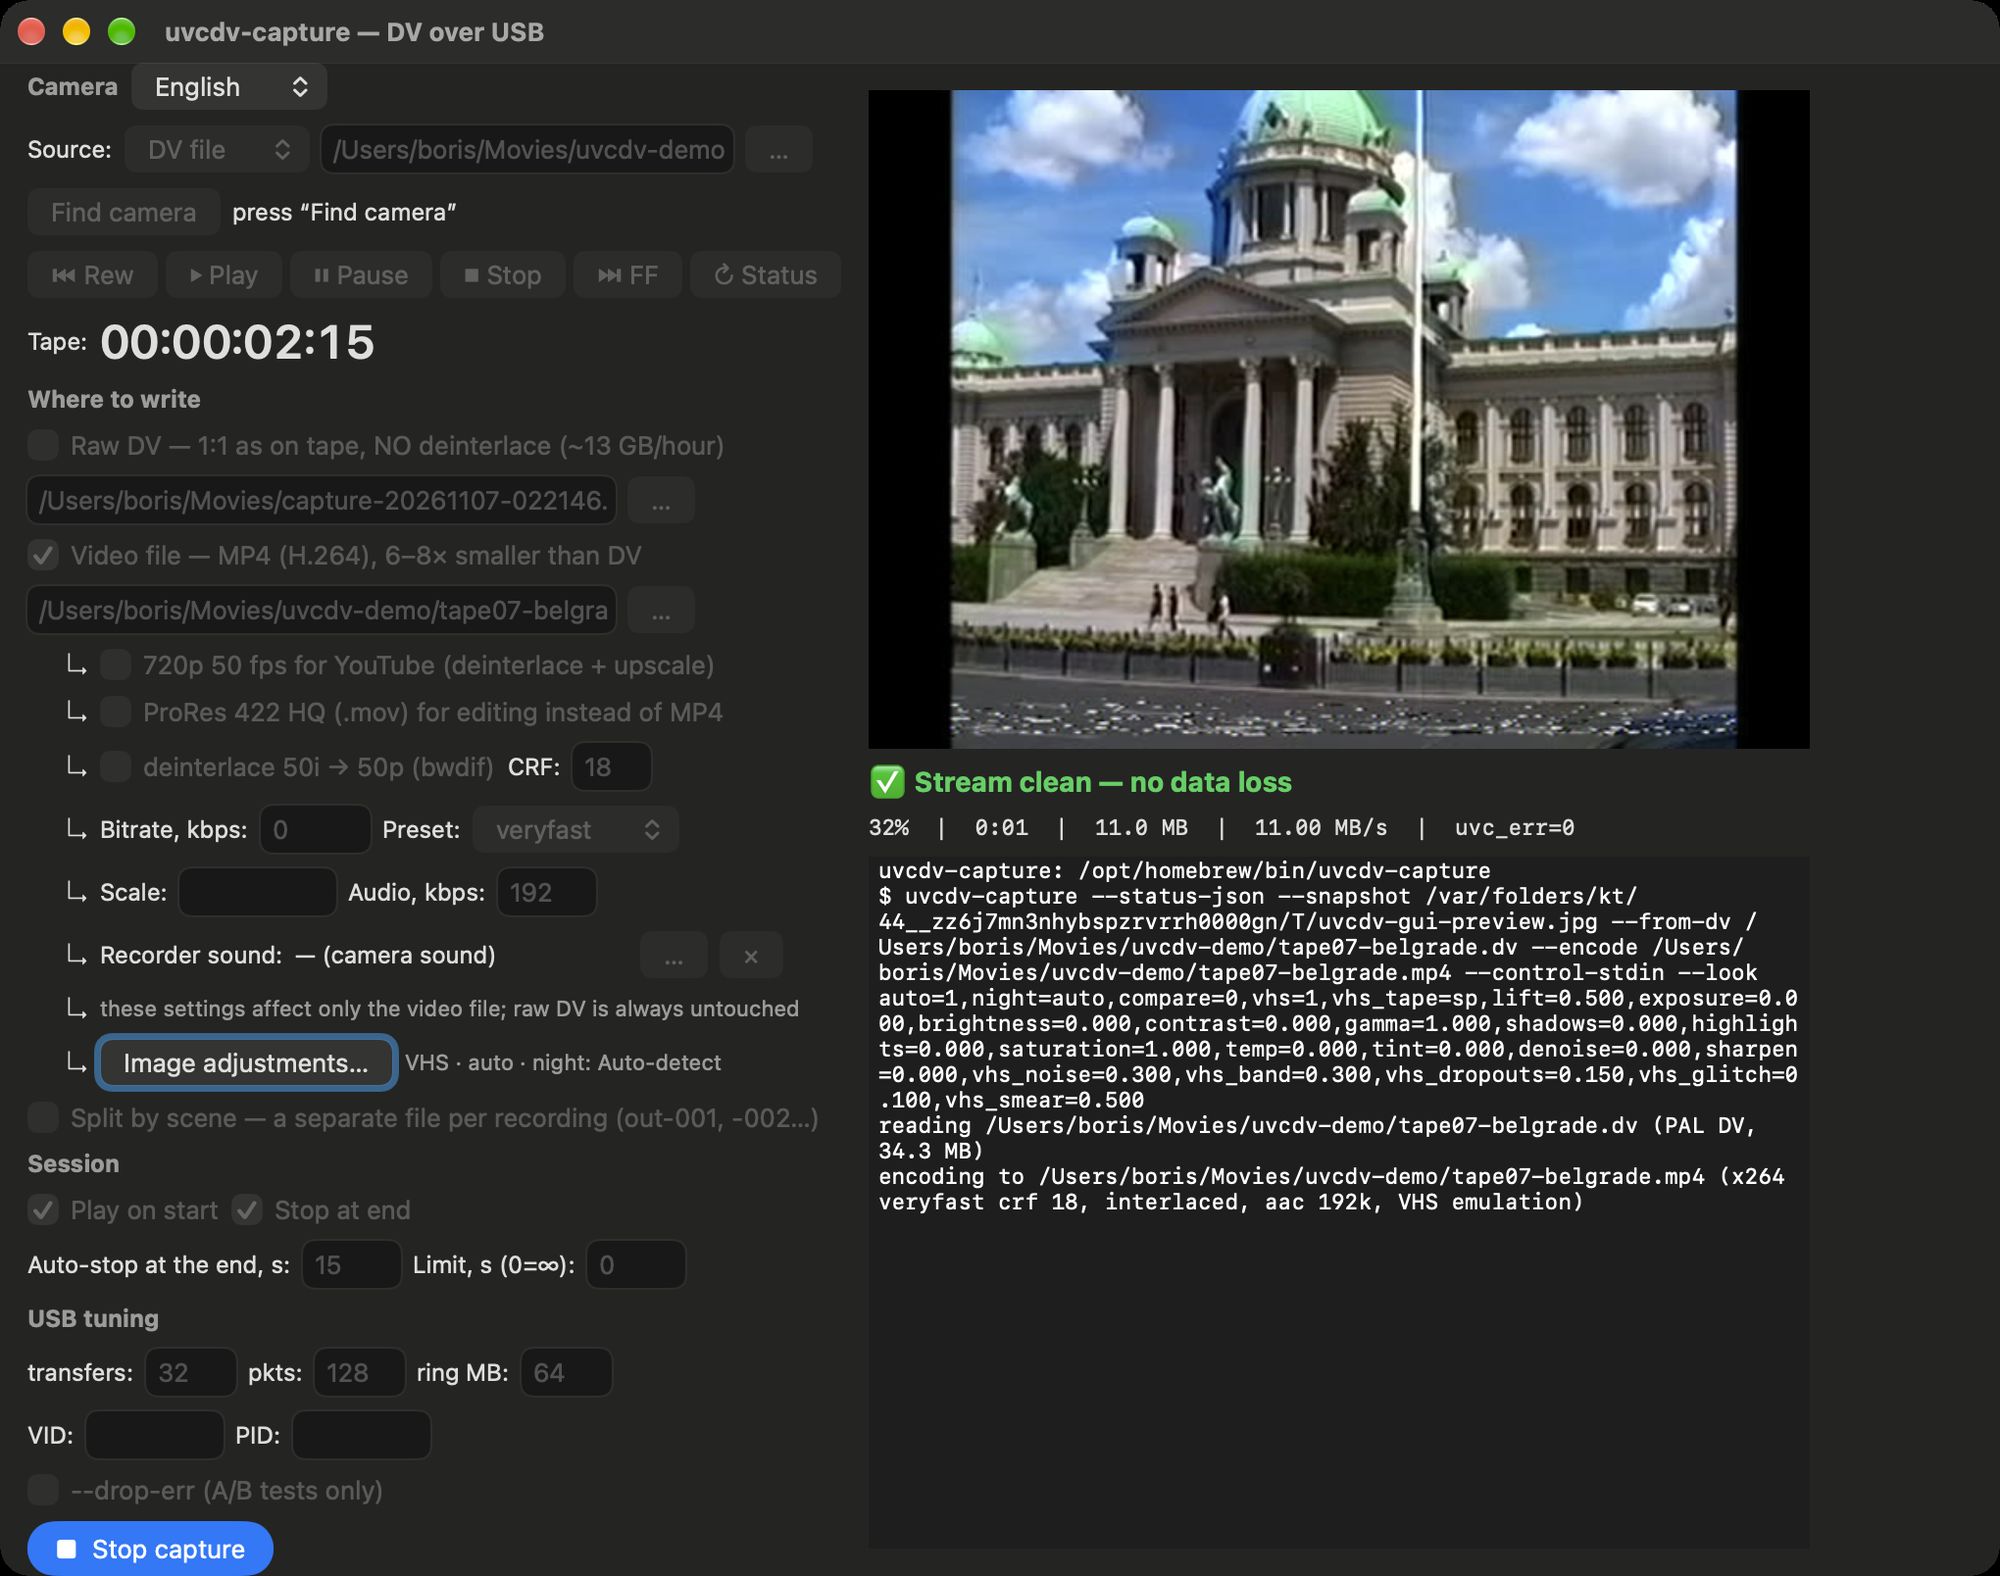 uvcdv-capture — DV over USB
Camera English
Source: DV file /Users/boris/Movies/uvcdv-demo ...
Find camera press “Find camera”
Rew Play Pause Stop FF Status
Tape: 00:00:02:15
Where to write
Raw DV — 1:1 as on tape, NO deinterlace (~13 GB/hour)
/Users/boris/Movies/capture-20261107-022146. ...
Video file — MP4 (H.264), 6–8× smaller than DV
/Users/boris/Movies/uvcdv-demo/tape07-belgra ...
720p 50 fps for YouTube (deinterlace + upscale)
ProRes 422 HQ (.mov) for editing instead of MP4
deinterlace 50i → 50p (bwdif) CRF: 18
Bitrate, kbps: 0 Preset: veryfast
Scale: Audio, kbps: 192
Recorder sound: — (camera sound) ... ×
these settings affect only the video file; raw DV is always untouched
Image adjustments... VHS · auto · night: Auto-detect
Split by scene — a separate file per recording (out-001, -002...)
Session
Play on start Stop at end
Auto-stop at the end, s: 15 Limit, s (0=∞): 0
USB tuning
transfers: 32 pkts: 128 ring MB: 64
VID: PID:
--drop-err (A/B tests only)
Stop capture
Stream clean — no data loss
32% | 0:01 | 11.0 MB | 11.00 MB/s | uvc_err=0
uvcdv-capture: /opt/homebrew/bin/uvcdv-capture
$ uvcdv-capture --status-json --snapshot /var/folders/kt/
44__zz6j7mn3nhybspzrvrrh0000gn/T/uvcdv-gui-preview.jpg --from-dv /
Users/boris/Movies/uvcdv-demo/tape07-belgrade.dv --encode /Users/
boris/Movies/uvcdv-demo/tape07-belgrade.mp4 --control-stdin --look
auto=1,night=auto,compare=0,vhs=1,vhs_tape=sp,lift=0.500,exposure=0.0
00,brightness=0.000,contrast=0.000,gamma=1.000,shadows=0.000,highligh
ts=0.000,saturation=1.000,temp=0.000,tint=0.000,denoise=0.000,sharpen
=0.000,vhs_noise=0.300,vhs_band=0.300,vhs_dropouts=0.150,vhs_glitch=0
.100,vhs_smear=0.500
reading /Users/boris/Movies/uvcdv-demo/tape07-belgrade.dv (PAL DV,
34.3 MB)
encoding to /Users/boris/Movies/uvcdv-demo/tape07-belgrade.mp4 (x264
veryfast crf 18, interlaced, aac 192k, VHS emulation)